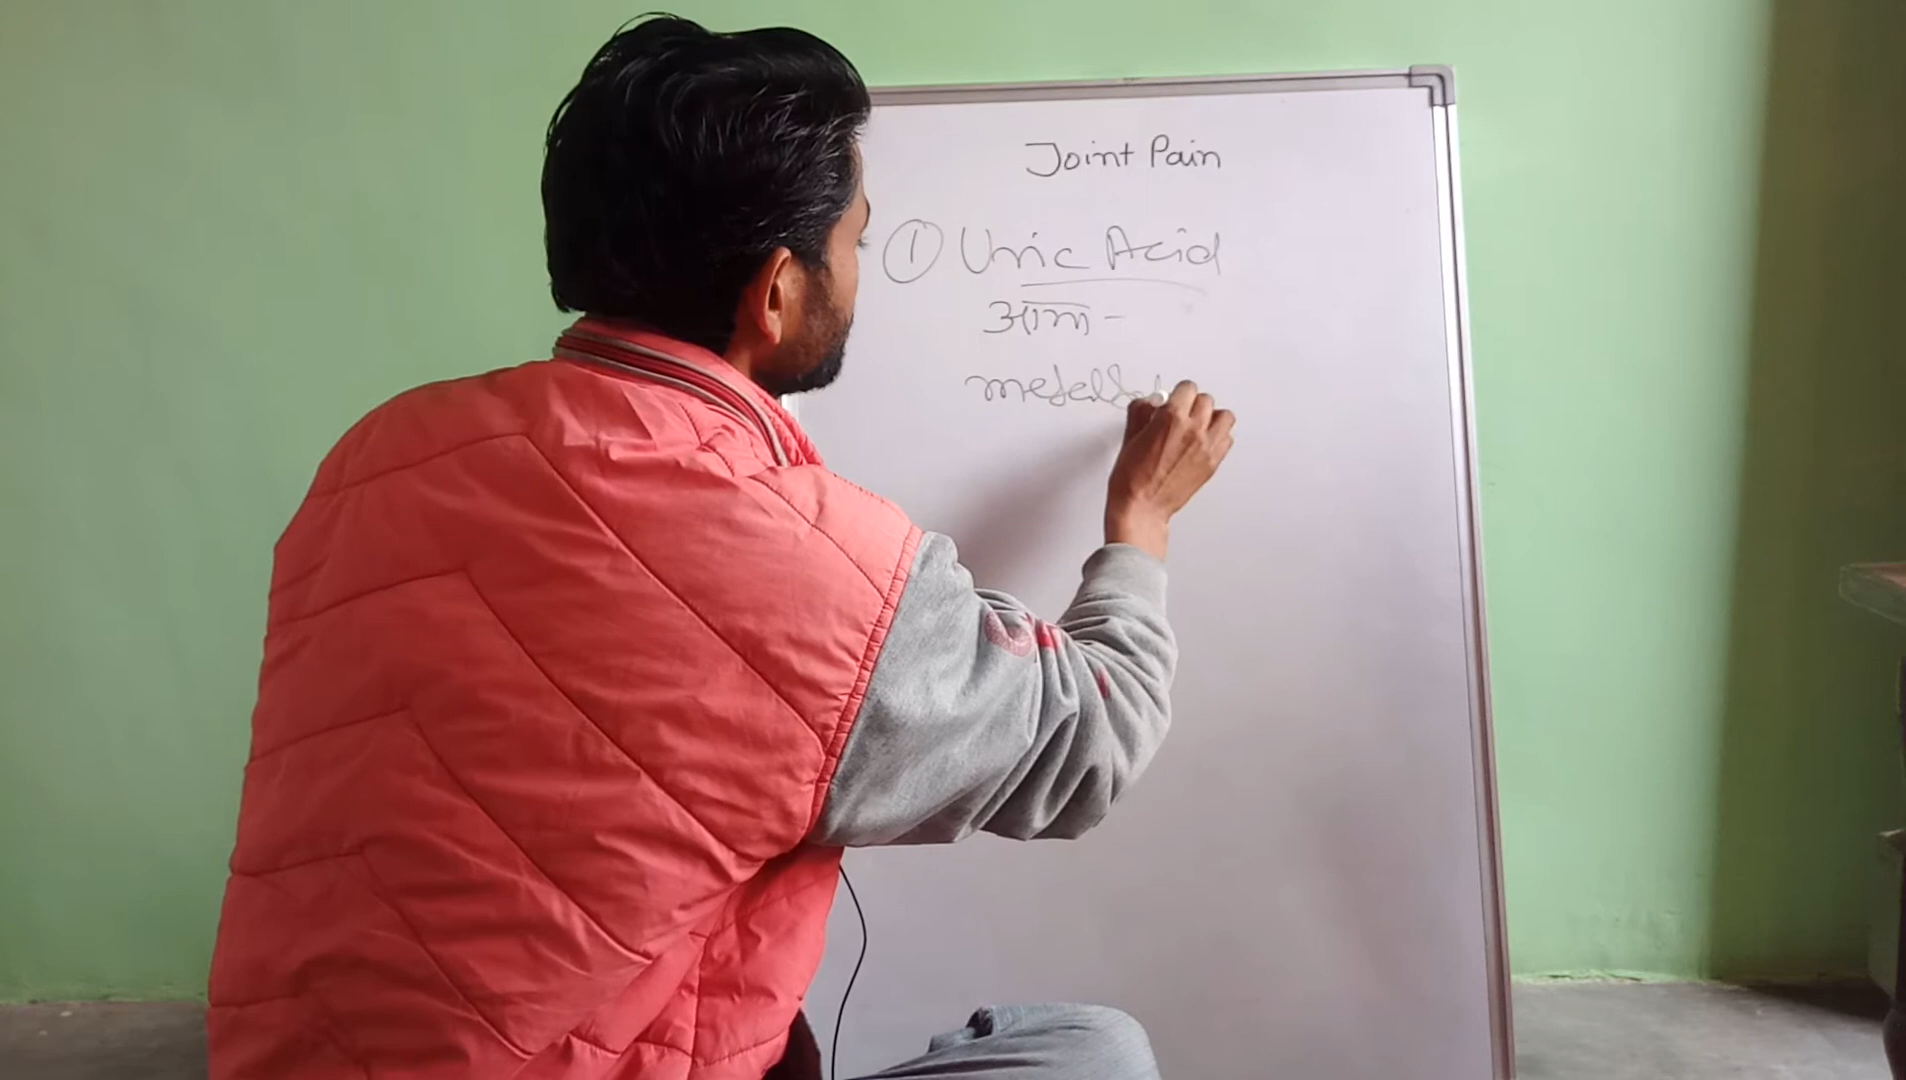 Joint Pain
① Uric Acid
आम -